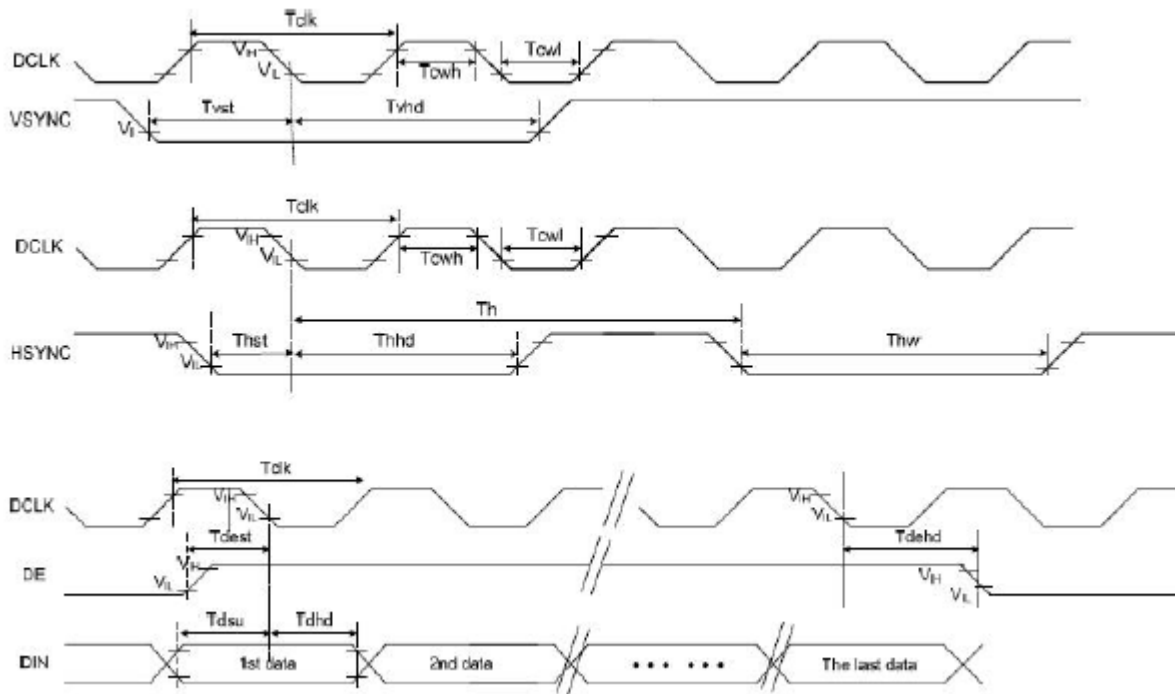 Tclk
DCLK VIH VIL Tcwh Tcwl
VSYNC VIL Tvst Tvhd
Tclk
DCLK VIH VIL Tcwh Tcwl
Th
HSYNC VIH VIL Thst Thhd Thw
Tclk
DCLK VIH VIL VIH VIL
Tdest Tdehd
DE VIH VIL VIH VIL
Tdsu Tdhd
DIN 1st data 2nd data ••• ••• The last data